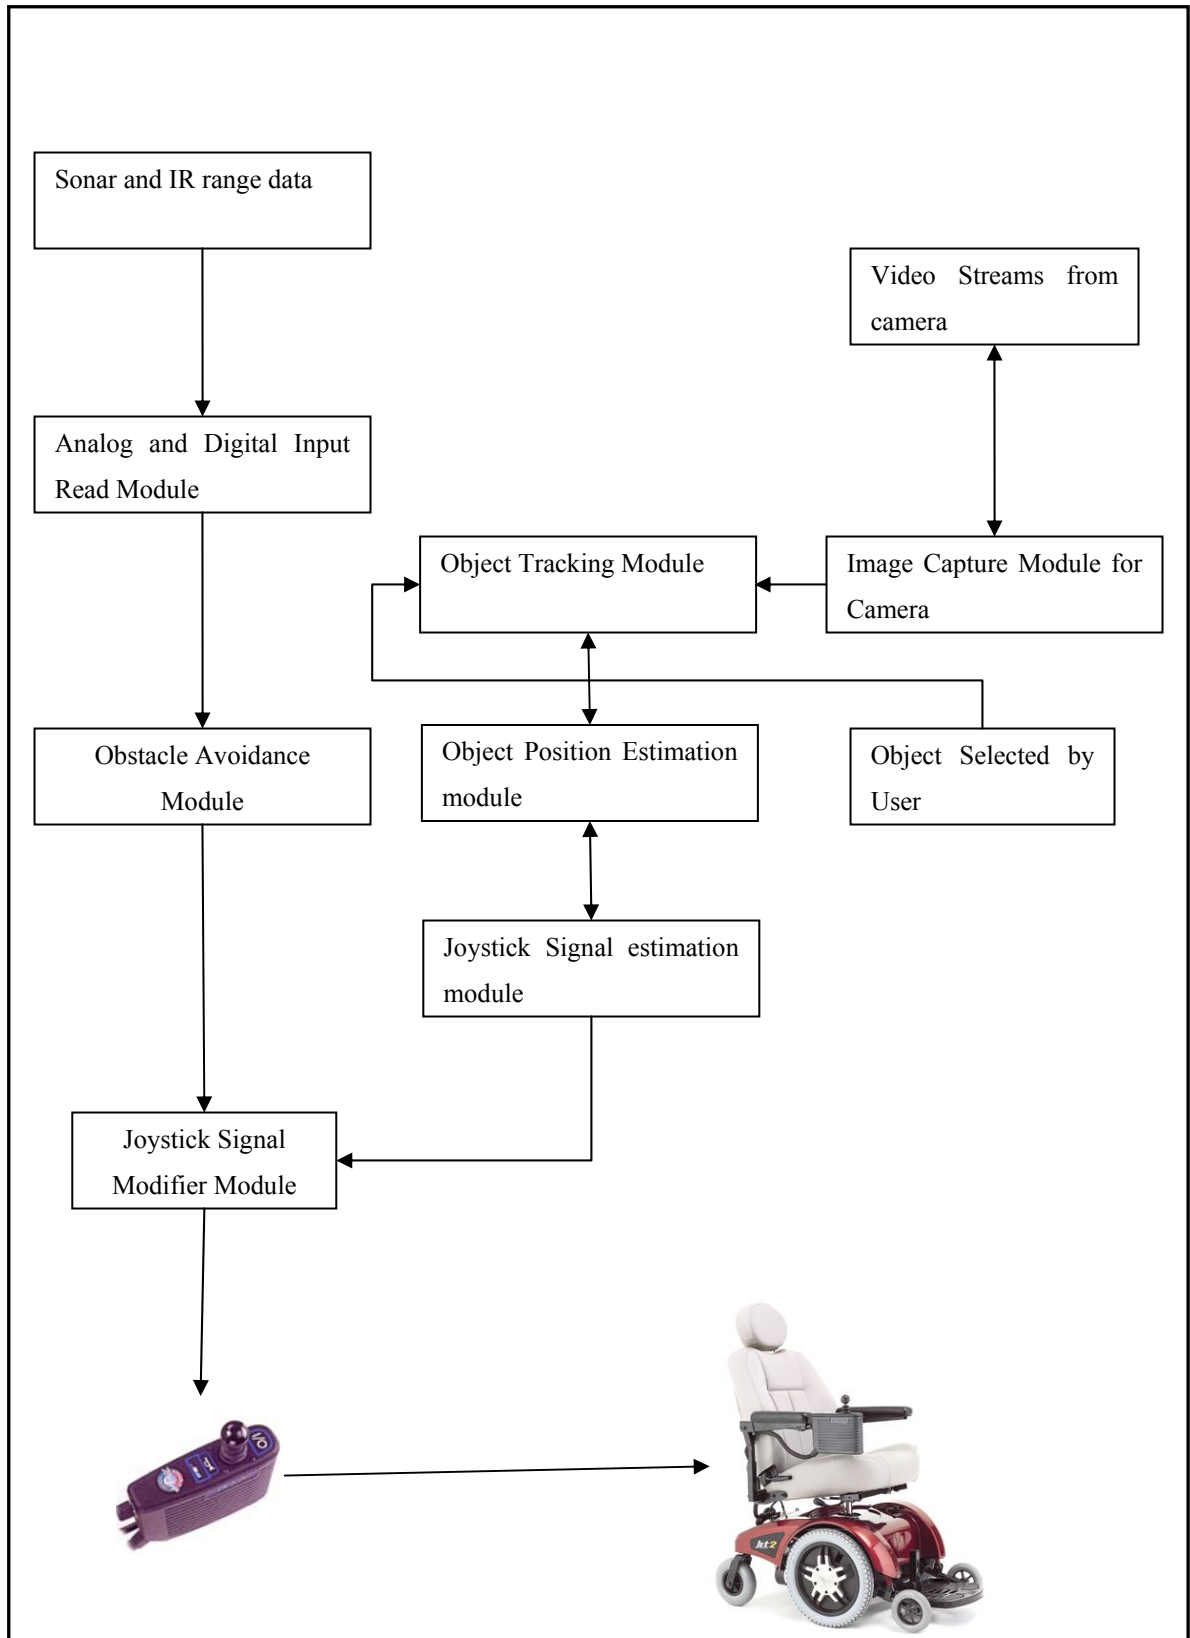 Sonar and IR range data
Video Streams from
camera
Analog and Digital Input
Read Module
Object Tracking Module
Image Capture Module for
Camera
Obstacle Avoidance
Module
Object Position Estimation
module
Object Selected by
User
Joystick Signal estimation
module
Joystick Signal
Modifier Module
I/O
Jet2